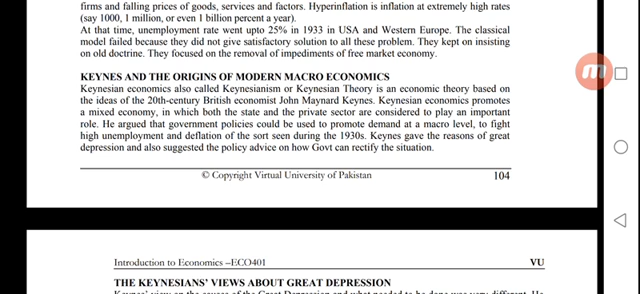 firms and falling prices of goods, services and factors. Hyperinflation is inflation at extremely high rates
(say 1000, 1 million, or even 1 billion percent a year).
At that time, unemployment rate went upto 25% in 1933 in USA and Western Europe. The classical
model failed because they did not give satisfactory solution to all these problem. They kept on insisting
on old doctrine. They focused on the removal of impediments of free market economy.
KEYNES AND THE ORIGINS OF MODERN MACRO ECONOMICS
Keynesian economics also called Keynesianism or Keynesian Theory is an economic theory based on
the ideas of the 20th-century British economist John Maynard Keynes. Keynesian economics promotes
a mixed economy, in which both the state and the private sector are considered to play an important
role. He argued that government policies could be used to promote demand at a macro level, to fight
high unemployment and deflation of the sort seen during the 1930s. Keynes gave the reasons of great
depression and also suggested the policy advice on how Govt can rectify the situation.
© Copyright Virtual University of Pakistan 104
Introduction to Economics –ECO401 VU
THE KEYNESIANS' VIEWS ABOUT GREAT DEPRESSION